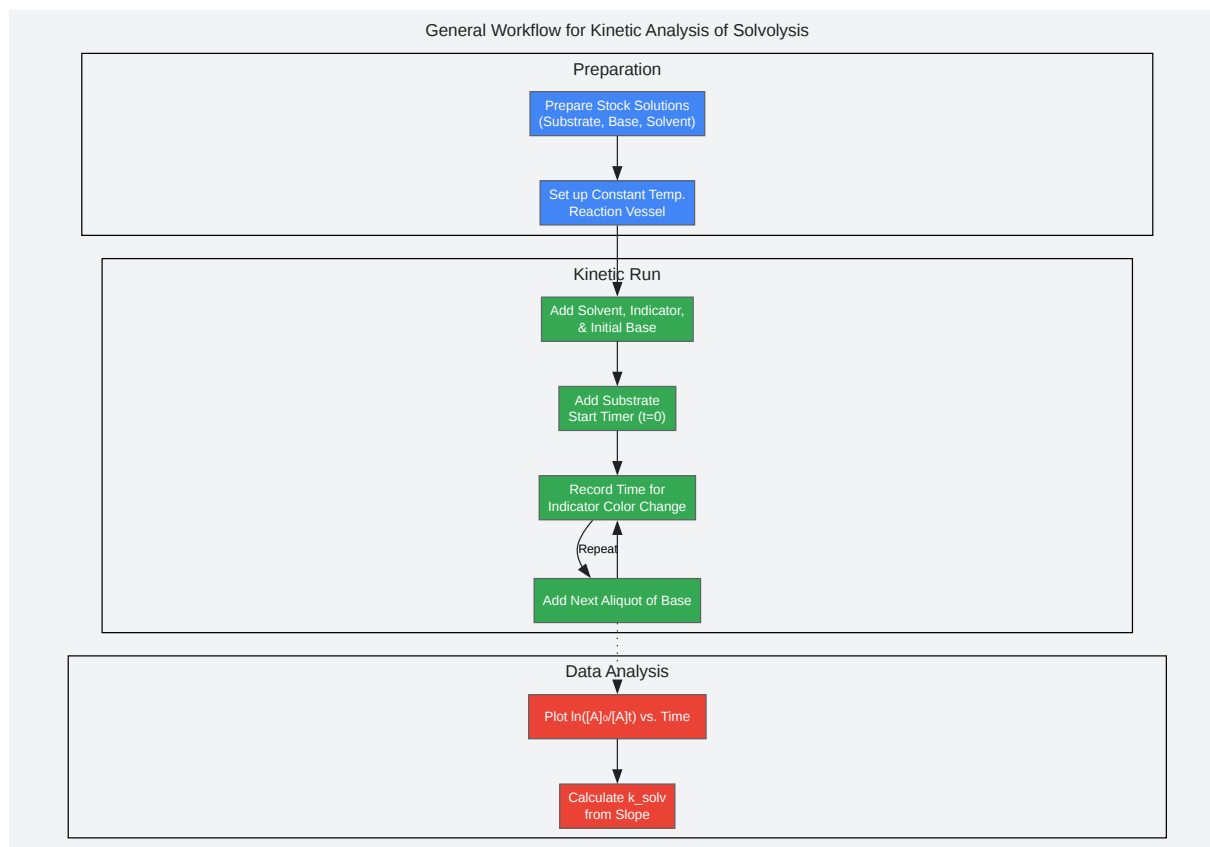 General Workflow for Kinetic Analysis of Solvolysis
Preparation
Prepare Stock Solutions
(Substrate, Base, Solvent)
Set up Constant Temp.
Reaction Vessel
Kinetic Run
Add Solvent, Indicator,
& Initial Base
Add Substrate
Start Timer (t=0)
Record Time for
Indicator Color Change
Repeat
Add Next Aliquot of Base
Data Analysis
Plot ln([A]₀/[A]t) vs. Time
Calculate k_solv
from Slope